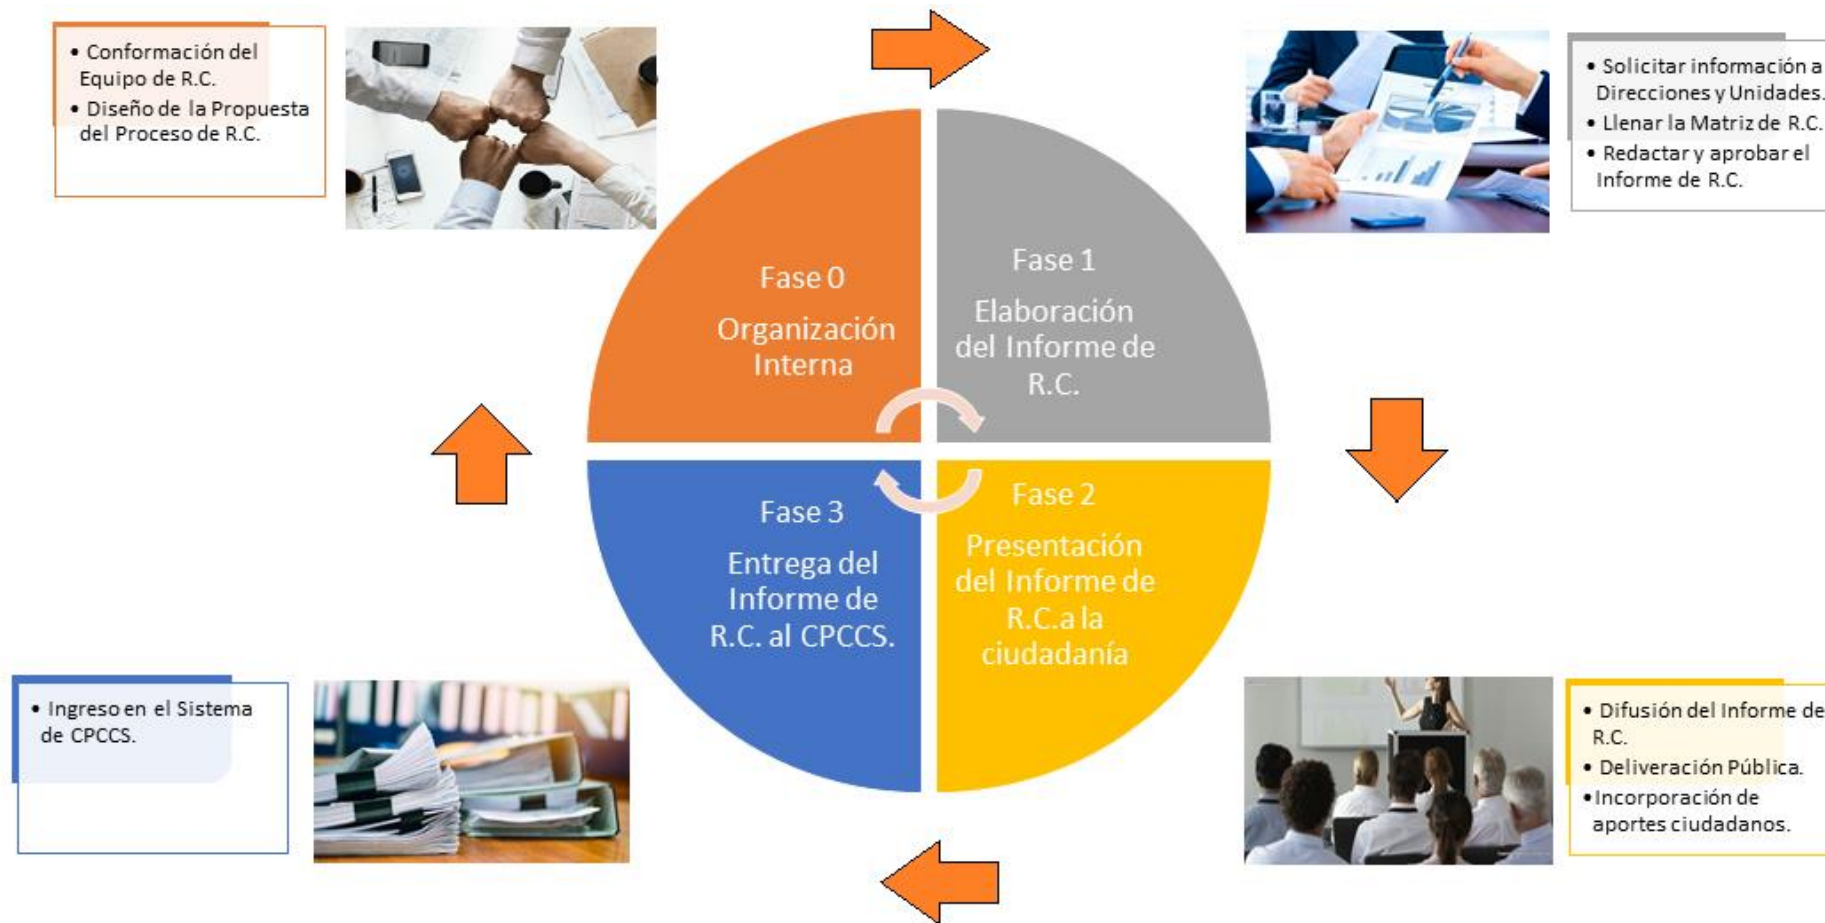 • Conformación del
Equipo de R.C.
• Diseño de la Propuesta
del Proceso de R.C.
• Solicitar información a
Direcciones y Unidades.
• Llenar la Matriz de R.C.
• Redactar y aprobar el
Informe de R.C.
Fase 0
Organización
Interna
Fase 1
Elaboración
del Informe de
R.C.
Fase 2
Presentación
del Informe de
R.C.a la
ciudadanía
Fase 3
Entrega del
Informe de
R.C. al CPCCS.
• Ingreso en el Sistema
de CPCCS.
• Difusión del Informe de
R.C.
• Deliveración Pública.
•Incorporación de
aportes ciudadanos.